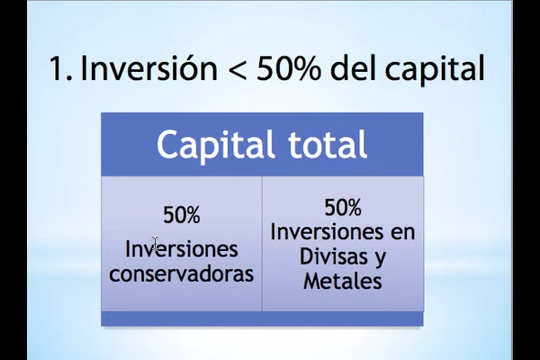 1. Inversión < 50% del capital
Capital total
50%
Inversiones
conservadoras
50%
Inversiones en
Divisas y
Metales